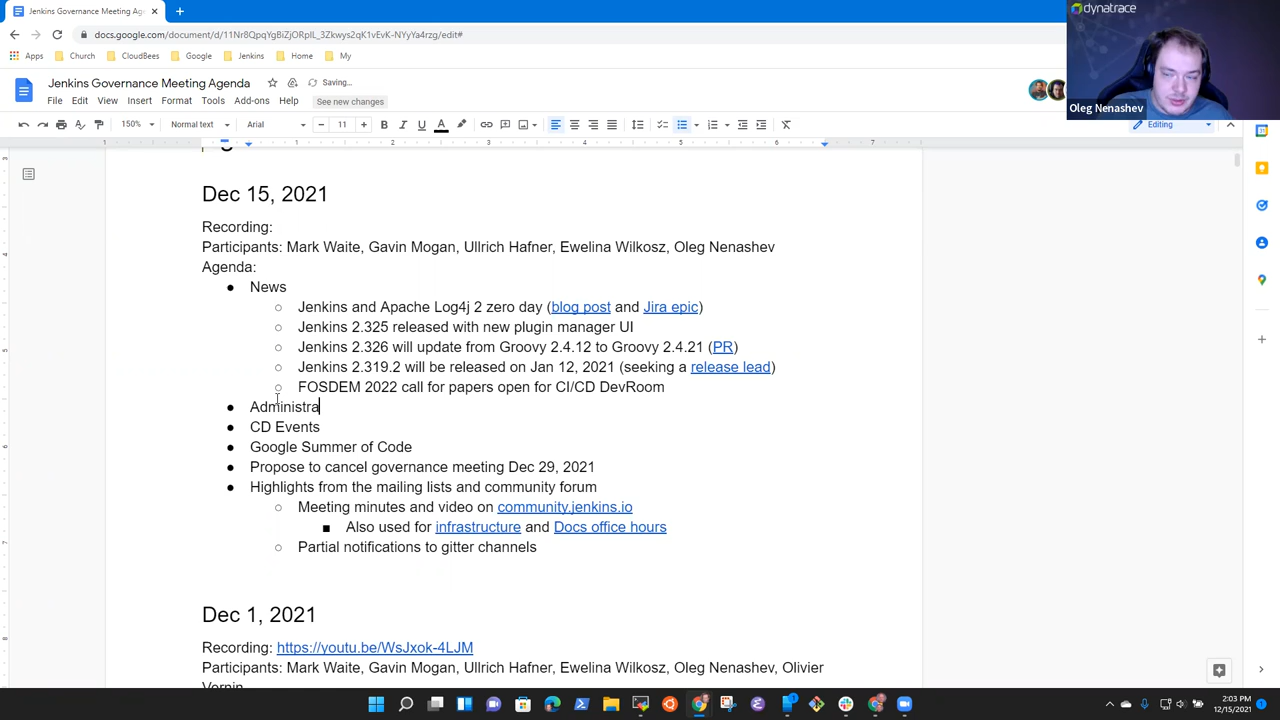 Jenkins Governance Meeting Ag
docs.google.com/document/d/11Nr8QpqYgBiZjORpIL_3Zkwys2qK1vEvK-NYyYa4rzg/edit#
Apps Church CloudBees Google Jenkins Home My
dynatrace
Oleg Nenashev
Jenkins Governance Meeting Agenda Saving...
File Edit View Insert Format Tools Add-ons Help See new changes
150% Normal text Arial 11 B I U A Editing
1 1 2 3 4 5 6 7
Dec 15, 2021
Recording:
Participants: Mark Waite, Gavin Mogan, Ullrich Hafner, Ewelina Wilkosz, Oleg Nenashev
Agenda:
● News
○ Jenkins and Apache Log4j 2 zero day (blog post and Jira epic)
○ Jenkins 2.325 released with new plugin manager UI
○ Jenkins 2.326 will update from Groovy 2.4.12 to Groovy 2.4.21 (PR)
○ Jenkins 2.319.2 will be released on Jan 12, 2021 (seeking a release lead)
○ FOSDEM 2022 call for papers open for CI/CD DevRoom
● Administra
● CD Events
● Google Summer of Code
● Propose to cancel governance meeting Dec 29, 2021
● Highlights from the mailing lists and community forum
○ Meeting minutes and video on community.jenkins.io
■ Also used for infrastructure and Docs office hours
○ Partial notifications to gitter channels
Dec 1, 2021
Recording: https://youtu.be/WsJxok-4LJM
Participants: Mark Waite, Gavin Mogan, Ullrich Hafner, Ewelina Wilkosz, Oleg Nenashev, Olivier
Vernin
2:03 PM
12/15/2021